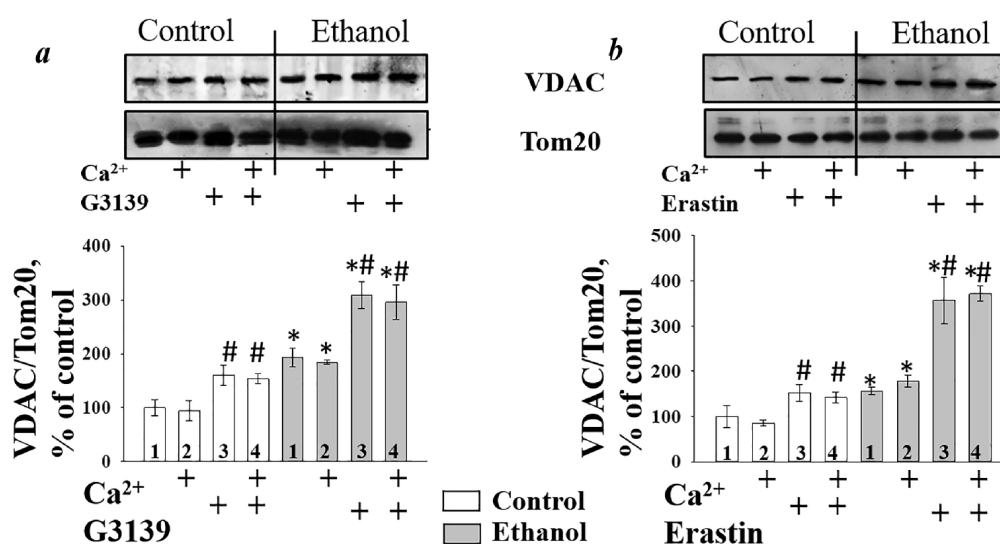 a
Control Ethanol
b
Control Ethanol
VDAC
Tom20
Ca²⁺ + + + +
G3139 + + + +
Ca²⁺ + + + +
Erastin + + + +
VDAC/Tom20,
% of control
400
300
200
100
0
# # * * *# *#
1 2 3 4 1 2 3 4
Ca²⁺ + + + +
G3139 + + + +
Control
Ethanol
VDAC/Tom20,
% of control
500
400
300
200
100
0
# # * * *# *#
1 2 3 4 1 2 3 4
Ca²⁺ + + + +
Erastin + + + +